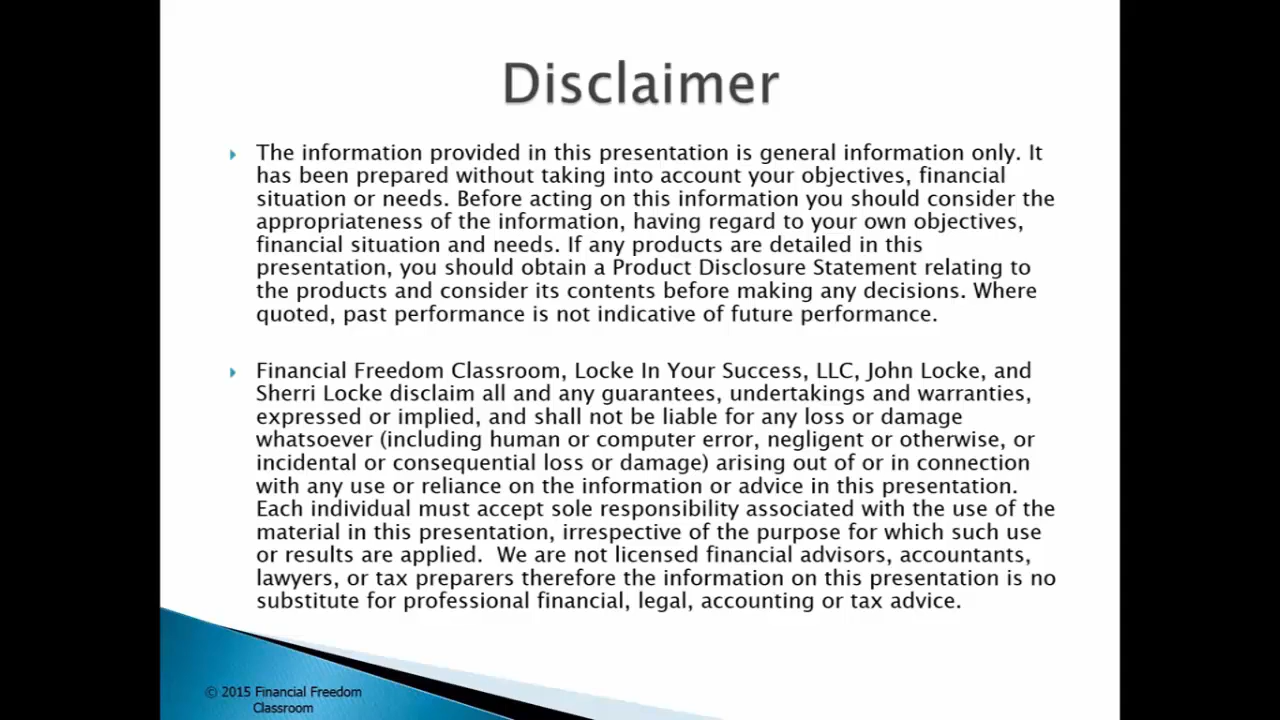 Disclaimer
The information provided in this presentation is general information only. It
has been prepared without taking into account your objectives, financial
situation or needs. Before acting on this information you should consider the
appropriateness of the information, having regard to your own objectives,
financial situation and needs. If any products are detailed in this
presentation, you should obtain a Product Disclosure Statement relating to
the products and consider its contents before making any decisions. Where
quoted, past performance is not indicative of future performance.
Financial Freedom Classroom, Locke In Your Success, LLC, John Locke, and
Sherri Locke disclaim all and any guarantees, undertakings and warranties,
expressed or implied, and shall not be liable for any loss or damage
whatsoever (including human or computer error, negligent or otherwise, or
incidental or consequential loss or damage) arising out of or in connection
with any use or reliance on the information or advice in this presentation.
Each individual must accept sole responsibility associated with the use of the
material in this presentation, irrespective of the purpose for which such use
or results are applied.  We are not licensed financial advisors, accountants,
lawyers, or tax preparers therefore the information on this presentation is no
substitute for professional financial, legal, accounting or tax advice.
© 2015 Financial Freedom
Classroom